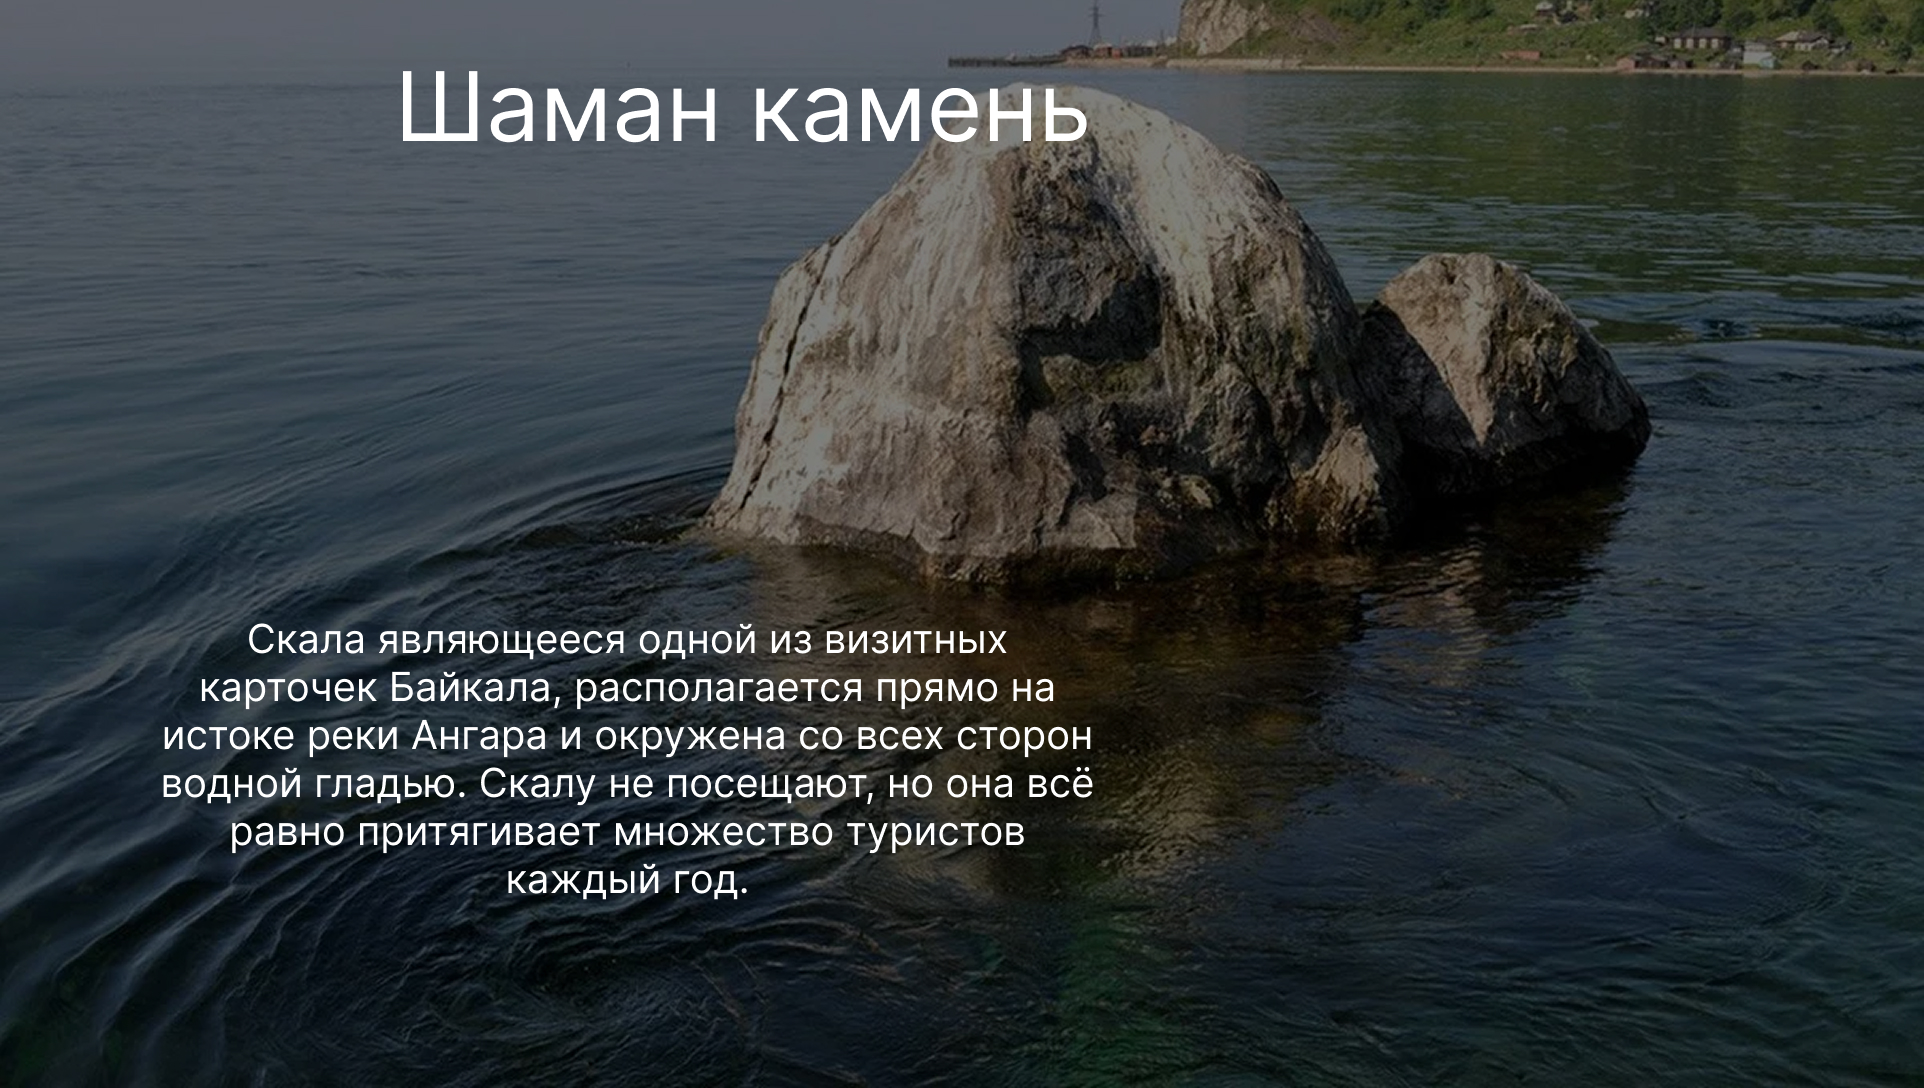 Шаман камень
Скала являющееся одной из визитных
карточек Байкала, располагается прямо на
истоке реки Ангара и окружена со всех сторон
водной гладью. Скалу не посещают, но она всё
равно притягивает множество туристов
каждый год.